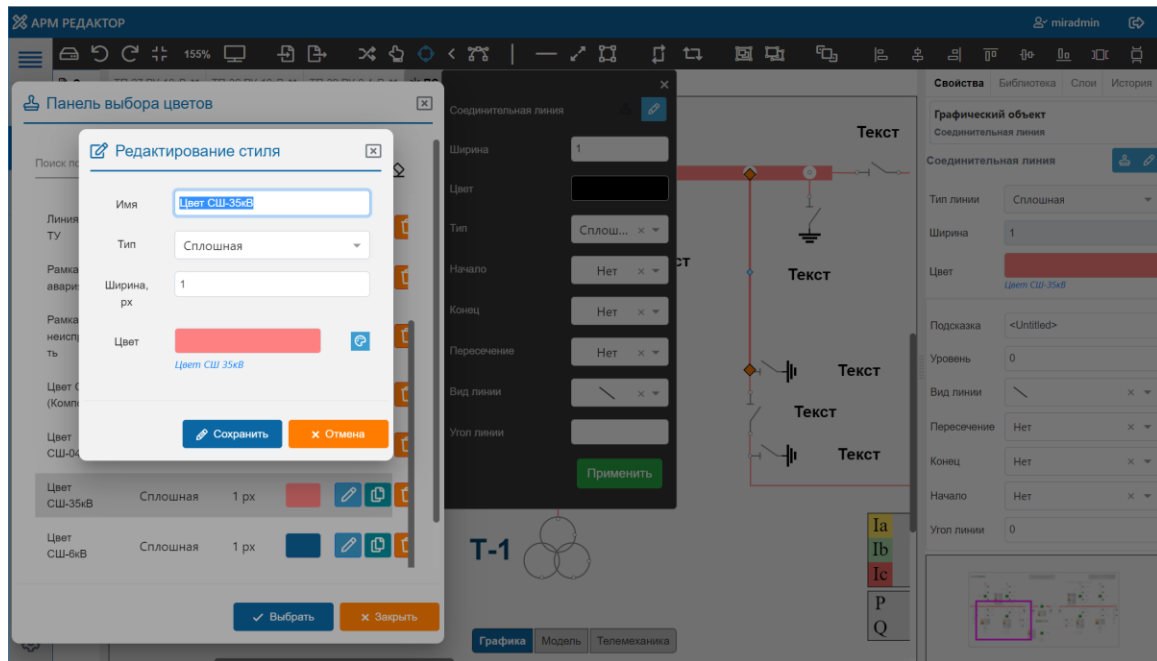 АРМ РЕДАКТОР
miradmin
155%
Панель выбора цветов
Редактирование стиля
Имя
Цвет СШ-35кВ
Тип
Сплошная
Ширина, px
1
Цвет
Цвет СШ 35кВ
Сохранить
Отмена
Поиск по
Линия
ТУ
Рамка
авари
Рамка
неисп
ть
Цвет
(Комп
Цвет
СШ-04
Цвет
СШ-35кВ
Сплошная
1 px
Цвет
СШ-6кВ
Сплошная
1 px
Выбрать
Закрыть
Соединительная линия
Ширина
1
Цвет
Тип
Сплош...
Начало
Нет
Конец
Нет
Пересечение
Нет
Вид линии
Угол линии
Применить
Текст
Текст
Текст
Текст
Текст
T-1
Ia
Ib
Ic
P
Q
Графика
Модель
Телемеханика
Свойства
Библиотека
Слои
История
Графический объект
Соединительная линия
Соединительная линия
Тип линии
Сплошная
Ширина
1
Цвет
Цвет СШ-35кВ
Подсказка
<Untitled>
Уровень
0
Вид линии
Пересечение
Нет
Конец
Нет
Начало
Нет
Угол линии
0